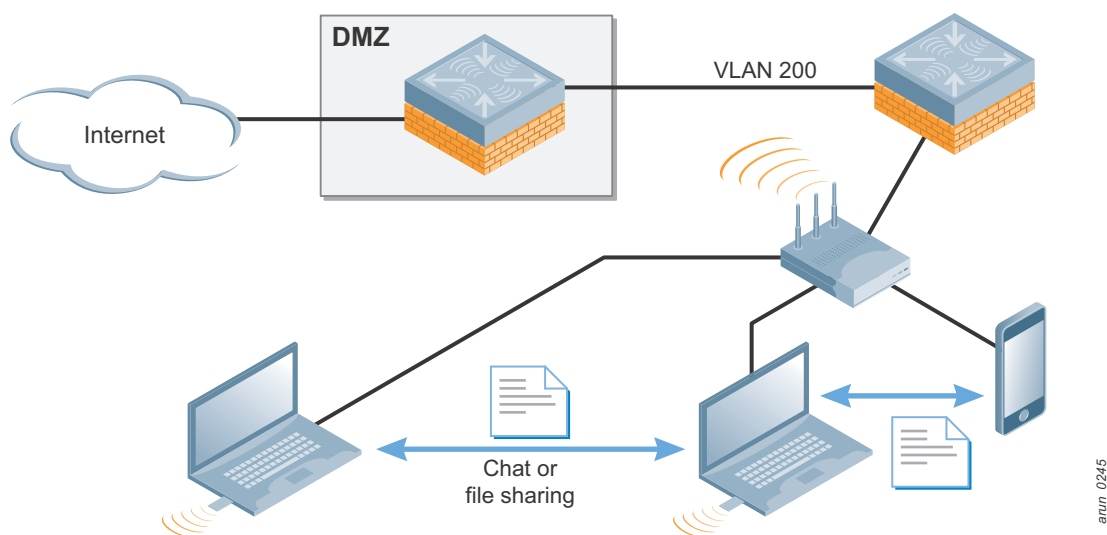 DMZ
VLAN 200
Internet
Chat or
file sharing
arun_0245